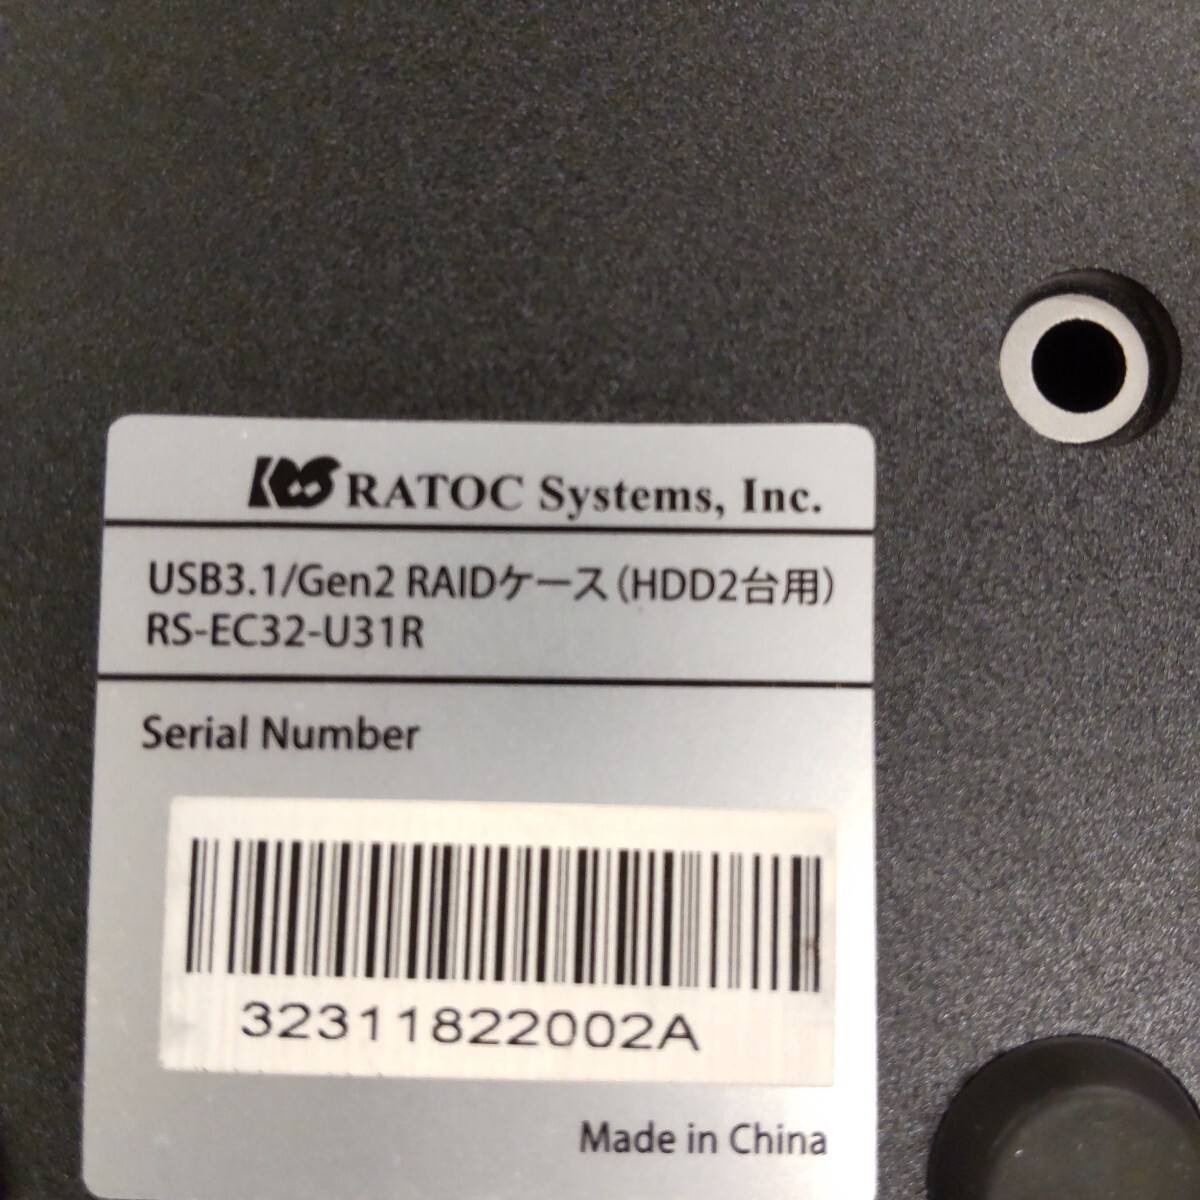 RATOC Systems, Inc.
USB3.1/Gen2 RAIDケース(HDD2台用)
RS-EC32-U31R
Serial Number
32311822002A
Made in China